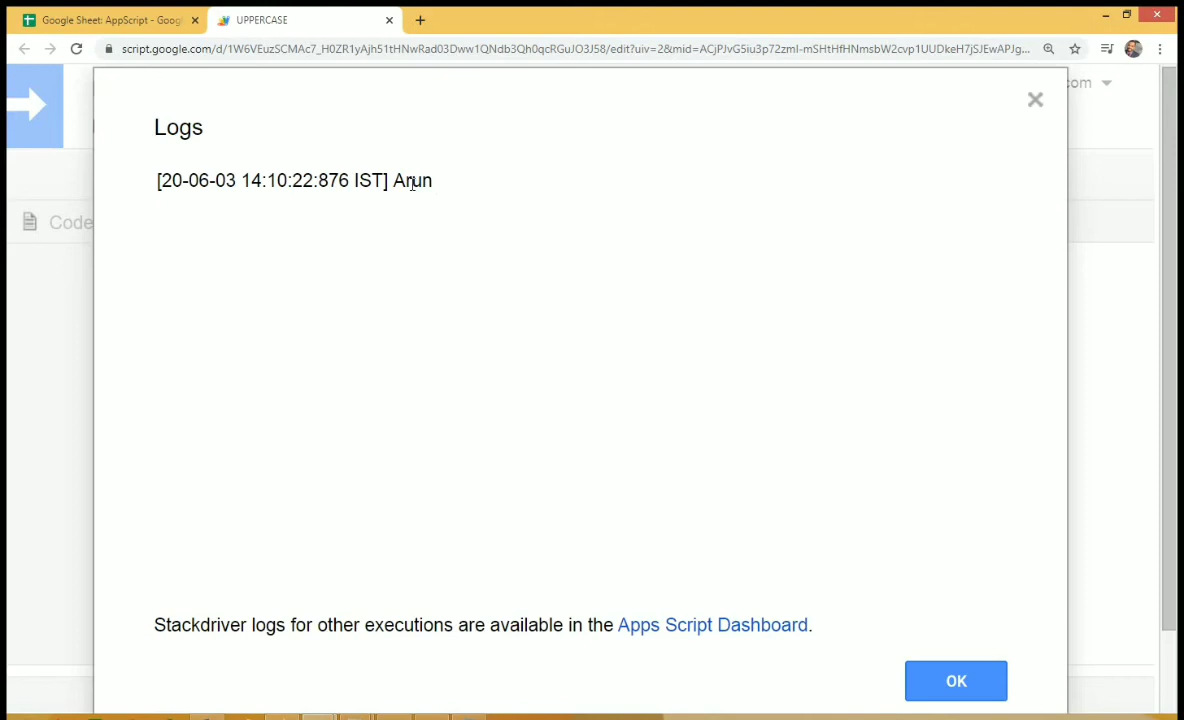 Google Sheet: AppScript - Goog
UPPERCASE
script.google.com/d/1W6VEuzSCMAc7_H0ZR1yAjh51tHNwRad03Dww1QNdb3Qh0qcRGuJO3J58/edit?uiv=2&mid=ACjPJvG5iu3p72zmI-mSHtHfHNmsbW2cvp1UUDkeH7jSJEwAPJg...
com
Logs
[20-06-03 14:10:22:876 IST] Arun
Code
Stackdriver logs for other executions are available in the Apps Script Dashboard.
OK